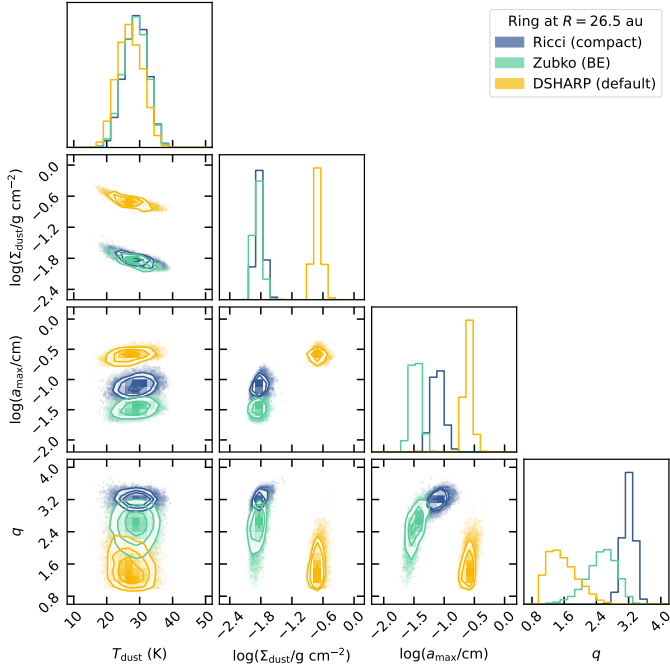 Ring at R = 26.5 au
Ricci (compact)
Zubko (BE)
DSHARP (default)
log(Σdust/g cm⁻²)
0.0
−0.6
−1.2
−1.8
−2.4
log(amax/cm)
0.0
−0.5
−1.0
−1.5
−2.0
q
4.0
3.2
2.4
1.6
0.8
10 20 30 40 50
−2.4 −1.8 −1.2 −0.6 0.0
−2.0 −1.5 −1.0 −0.5 0.0
0.8 1.6 2.4 3.2 4.0
Tdust (K)
log(Σdust/g cm⁻²)
log(amax/cm)
q